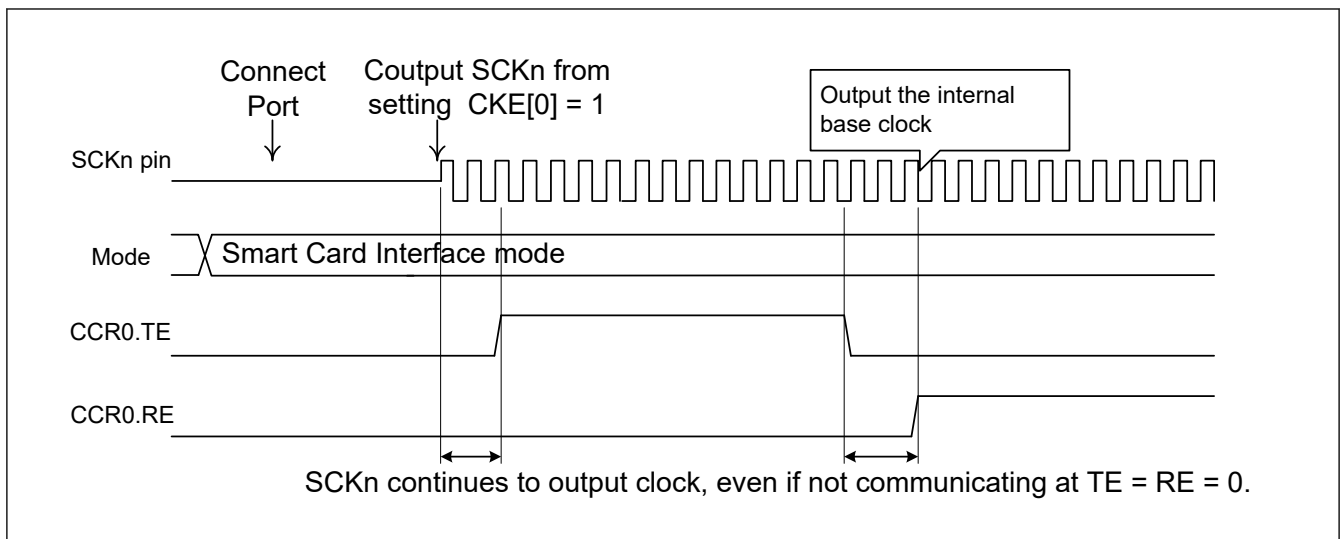 Connect
Port
Coutput SCKn from
setting CKE[0] = 1
Output the internal
base clock
SCKn pin
Mode
Smart Card Interface mode
CCR0.TE
CCR0.RE
SCKn continues to output clock, even if not communicating at TE = RE = 0.